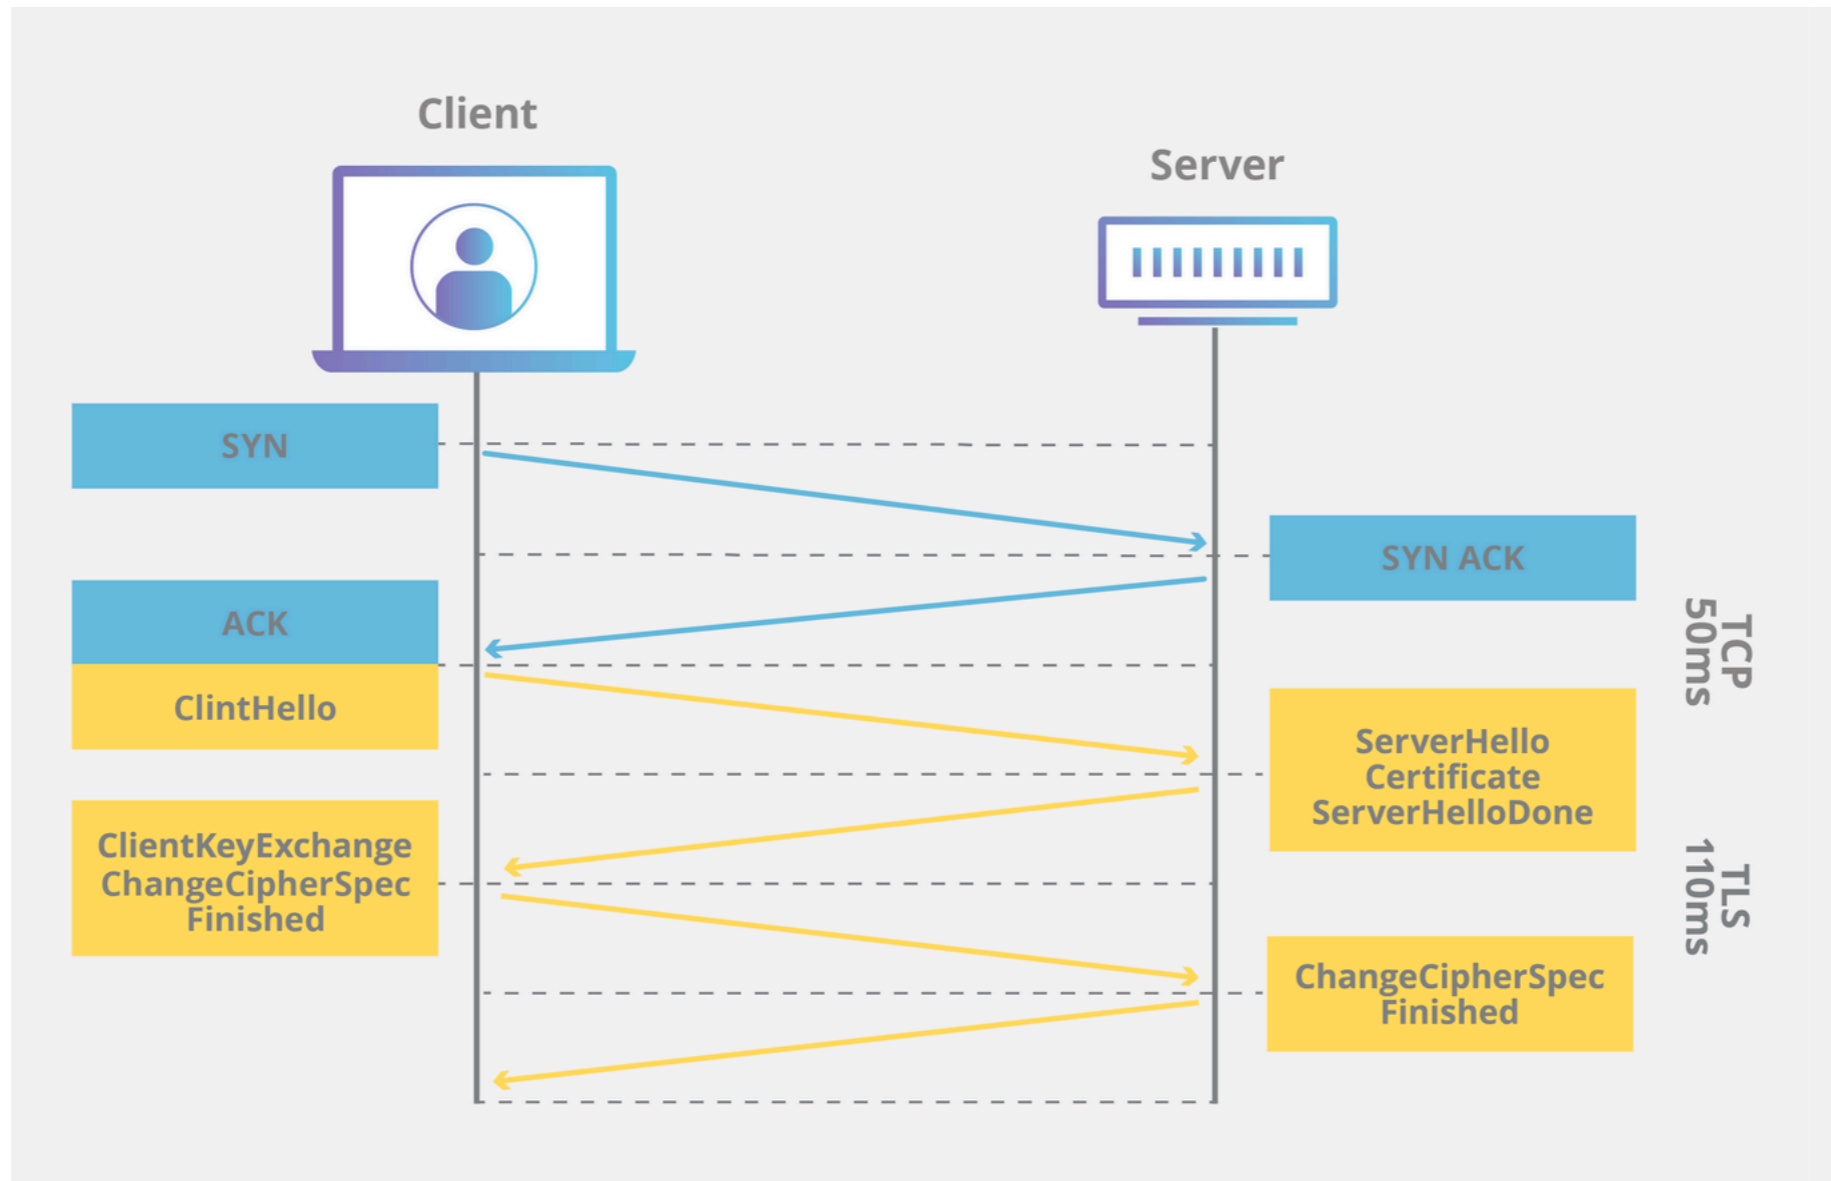 Client
Server
SYN
SYN ACK
ACK
ClintHello
TCP
50ms
ServerHello
Certificate
ServerHelloDone
ClientKeyExchange
ChangeCipherSpec
Finished
TLS
110ms
ChangeCipherSpec
Finished